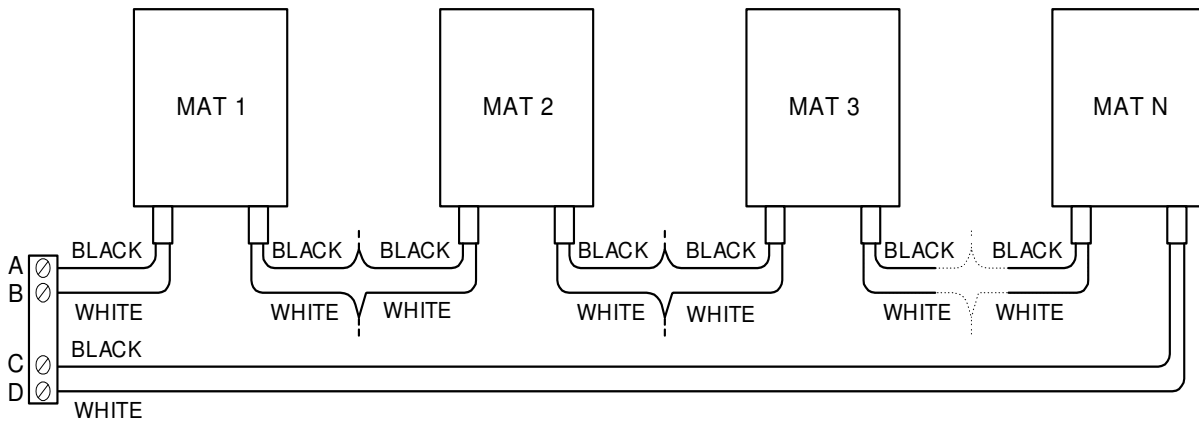 MAT 1 MAT 2 MAT 3 MAT N
BLACK BLACK BLACK BLACK BLACK BLACK BLACK
A
B
WHITE WHITE WHITE WHITE WHITE WHITE WHITE
C BLACK
D
WHITE